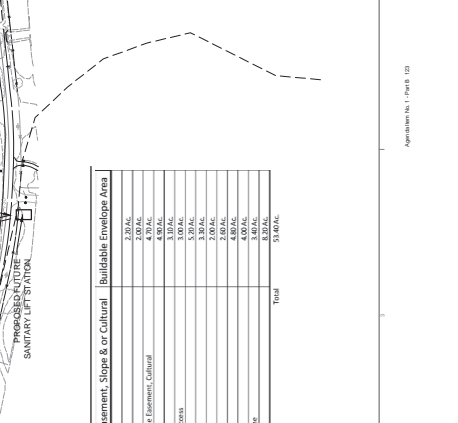 PROPOSED FUTURE
SANITARY LIFT STATION
sement, Slope & or Cultural Buildable Envelope Area
2.20 Ac.
2.00 Ac.
e Easement, Cultural 4.70 Ac.
4.90 Ac.
3.10 Ac.
cess 3.00 Ac.
5.20 Ac.
3.30 Ac.
2.00 Ac.
2.60 Ac.
4.80 Ac.
4.00 Ac.
ne 3.40 Ac.
8.20 Ac.
Total 53.40 Ac.
Agenda Item No. 1 - Part B 123